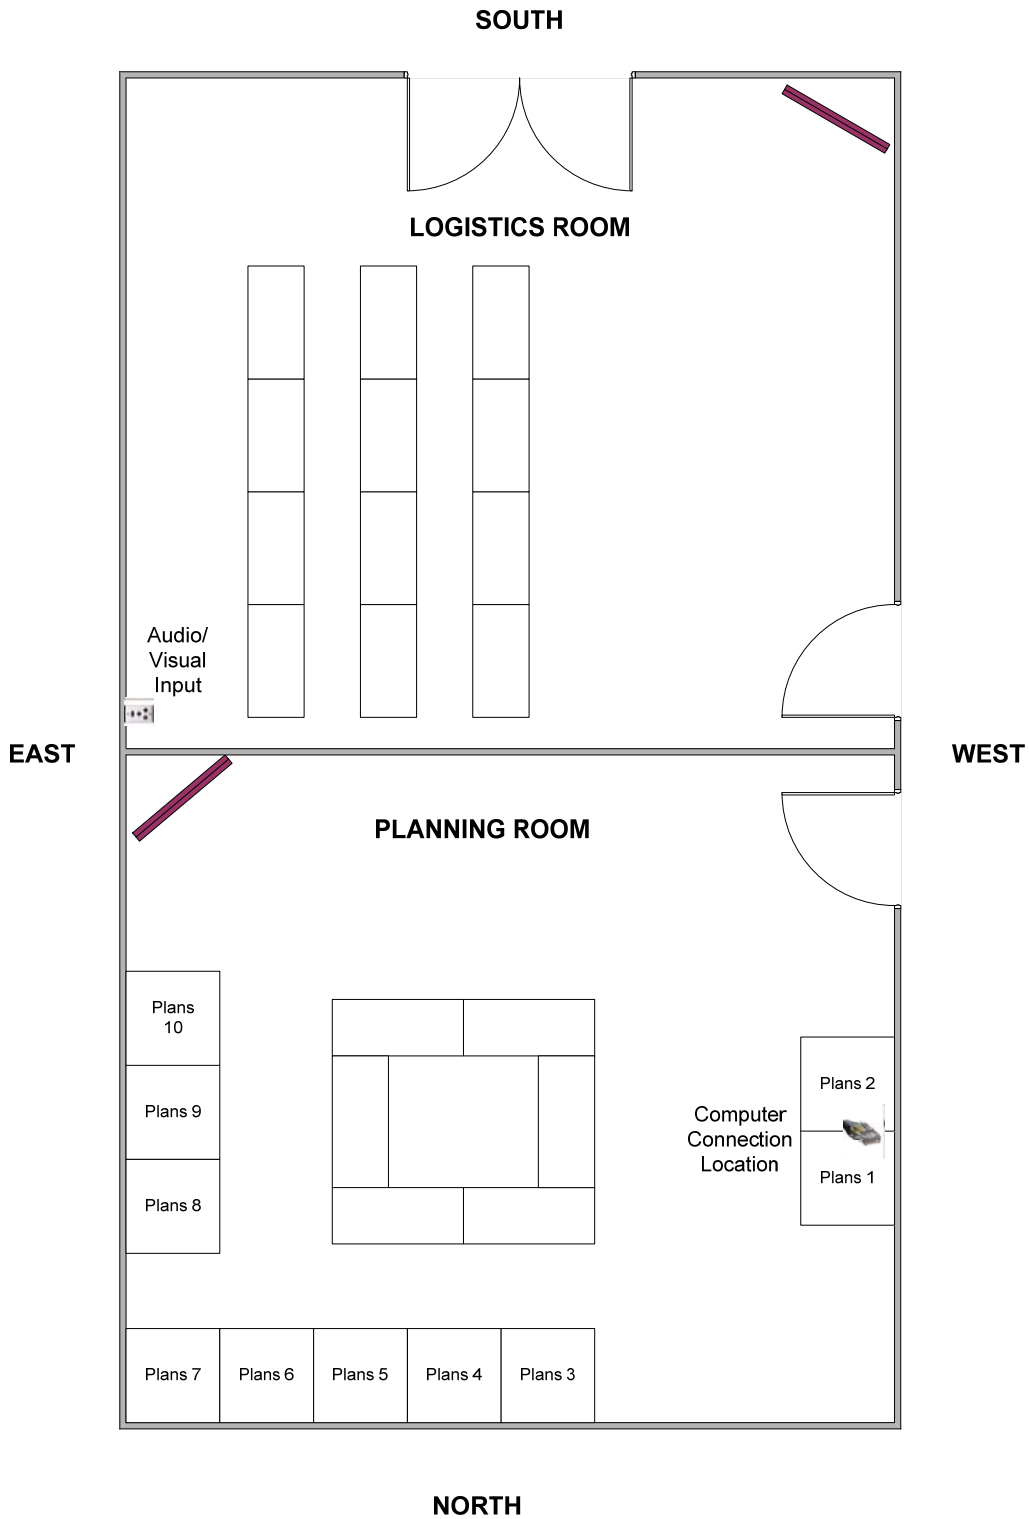 SOUTH
LOGISTICS ROOM
Audio/
Visual
Input
EAST
WEST
PLANNING ROOM
Plans
10
Plans 9
Plans 8
Computer
Connection
Location
Plans 2
Plans 1
Plans 7
Plans 6
Plans 5
Plans 4
Plans 3
NORTH